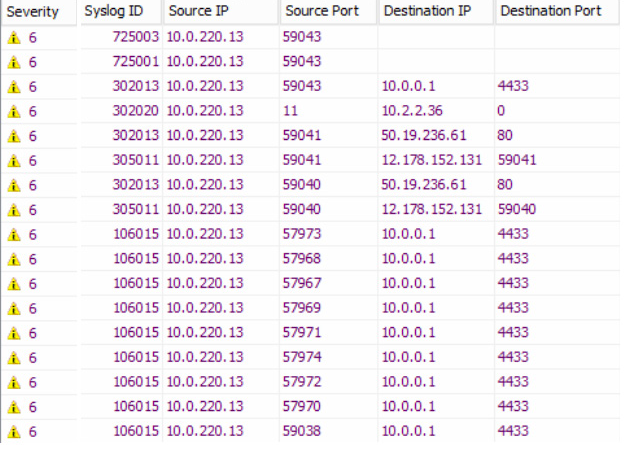 Severity Syslog ID Source IP Source Port Destination IP Destination Port
6 725003 10.0.220.13 59043
6 725001 10.0.220.13 59043
6 302013 10.0.220.13 59043 10.0.0.1 4433
6 302020 10.0.220.13 11 10.2.2.36 0
6 302013 10.0.220.13 59041 50.19.236.61 80
6 305011 10.0.220.13 59041 12.178.152.131 59041
6 302013 10.0.220.13 59040 50.19.236.61 80
6 305011 10.0.220.13 59040 12.178.152.131 59040
6 106015 10.0.220.13 57973 10.0.0.1 4433
6 106015 10.0.220.13 57968 10.0.0.1 4433
6 106015 10.0.220.13 57967 10.0.0.1 4433
6 106015 10.0.220.13 57969 10.0.0.1 4433
6 106015 10.0.220.13 57971 10.0.0.1 4433
6 106015 10.0.220.13 57974 10.0.0.1 4433
6 106015 10.0.220.13 57972 10.0.0.1 4433
6 106015 10.0.220.13 57970 10.0.0.1 4433
6 106015 10.0.220.13 59038 10.0.0.1 4433